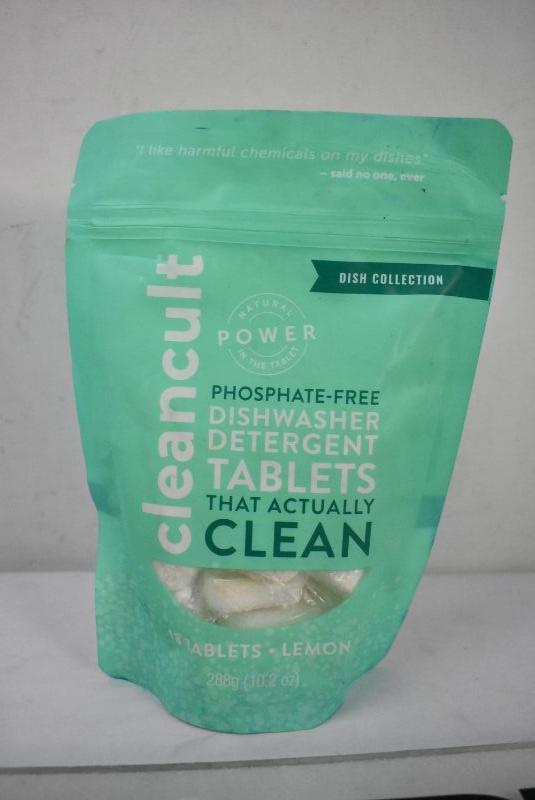 "I like harmful chemicals on my dishes"
– said no one, ever
DISH COLLECTION
cleancult
NATURAL
POWER
IN THE TABLET
PHOSPHATE-FREE
DISHWASHER
DETERGENT
TABLETS
THAT ACTUALLY
CLEAN
18 TABLETS • LEMON
288g (10.2 oz)